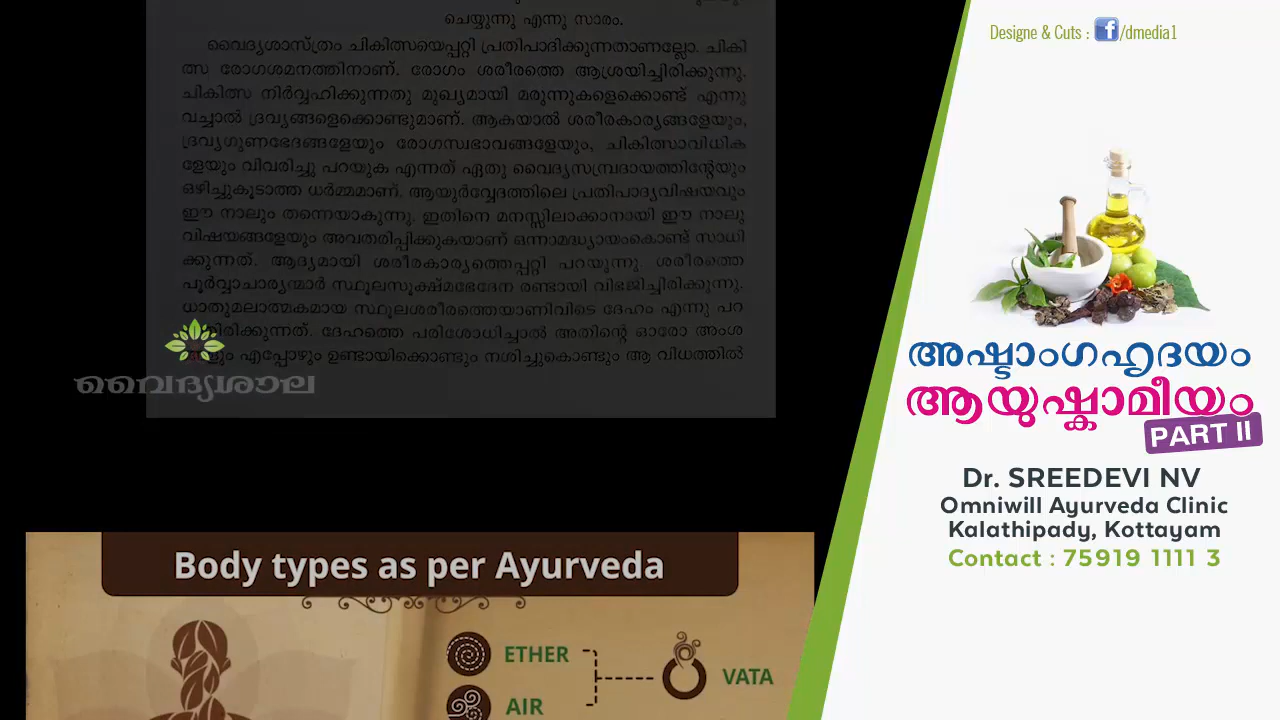 ചെയ്യുന്നു എന്നു സാരം.
വൈദ്യശാസ്ത്രം ചികിത്സയെപ്പറ്റി പ്രതിപാദിക്കുന്നതാണല്ലോ. ചികി
ത്സ രോഗശമനത്തിനാണ്. രോഗം ശരീരത്തെ ആശ്രയിച്ചിരിക്കുന്നു.
ചികിത്സ നിർവ്വഹിക്കുന്നതു മുഖ്യമായി മരുന്നുകളെക്കൊണ്ട് എന്നു
വച്ചാൽ ദ്രവ്യങ്ങളെക്കൊണ്ടുമാണ്. ആകയാൽ ശരീരകാര്യങ്ങളേയും,
ദ്രവ്യഗുണഭേദങ്ങളേയും രോഗസ്വഭാവങ്ങളേയും, ചികിത്സാവിധിക
ളേയും വിവരിച്ചു പറയുക എന്നത് ഏതു വൈദ്യസമ്പ്രദായത്തിന്റേയും
ഒഴിച്ചുകൂടാത്ത ധർമ്മമാണ്. ആയുർവ്വേദത്തിലെ പ്രതിപാദ്യവിഷയവും
ഈ നാലും തന്നെയാകുന്നു. ഇതിനെ മനസ്സിലാക്കാനായി ഈ നാലു
വിഷയങ്ങളേയും അവതരിപ്പിക്കുകയാണ് ഒന്നാമദ്ധ്യായംകൊണ്ട് സാധി
ക്കുന്നത്. ആദ്യമായി ശരീരകാര്യത്തെപ്പറ്റി പറയുന്നു. ശരീരത്തെ
പൂർവ്വാചാര്യന്മാർ സ്ഥൂലസൂക്ഷ്മഭേദേന രണ്ടായി വിഭജിച്ചിരിക്കുന്നു.
ധാതുമലാത്മകമായ സ്ഥൂലശരീരത്തെയാണിവിടെ ദേഹം എന്നു പറ
ഞ്ഞിരിക്കുന്നത്. ദേഹത്തെ പരിശോധിച്ചാൽ അതിന്റെ ഓരോ അംശ
ങ്ങളും എപ്പോഴും ഉണ്ടായിക്കൊണ്ടും നശിച്ചുകൊണ്ടും ആ വിധത്തിൽ
വൈദ്യശാല
Body types as per Ayurveda
ETHER
VATA
AIR
Designe & Cuts : f/dmedia1
അഷ്ടാംഗഹൃദയം
ആയുഷ്കാമീയം
PART II
Dr. SREEDEVI NV
Omniwill Ayurveda Clinic
Kalathipady, Kottayam
Contact : 75919 1111 3